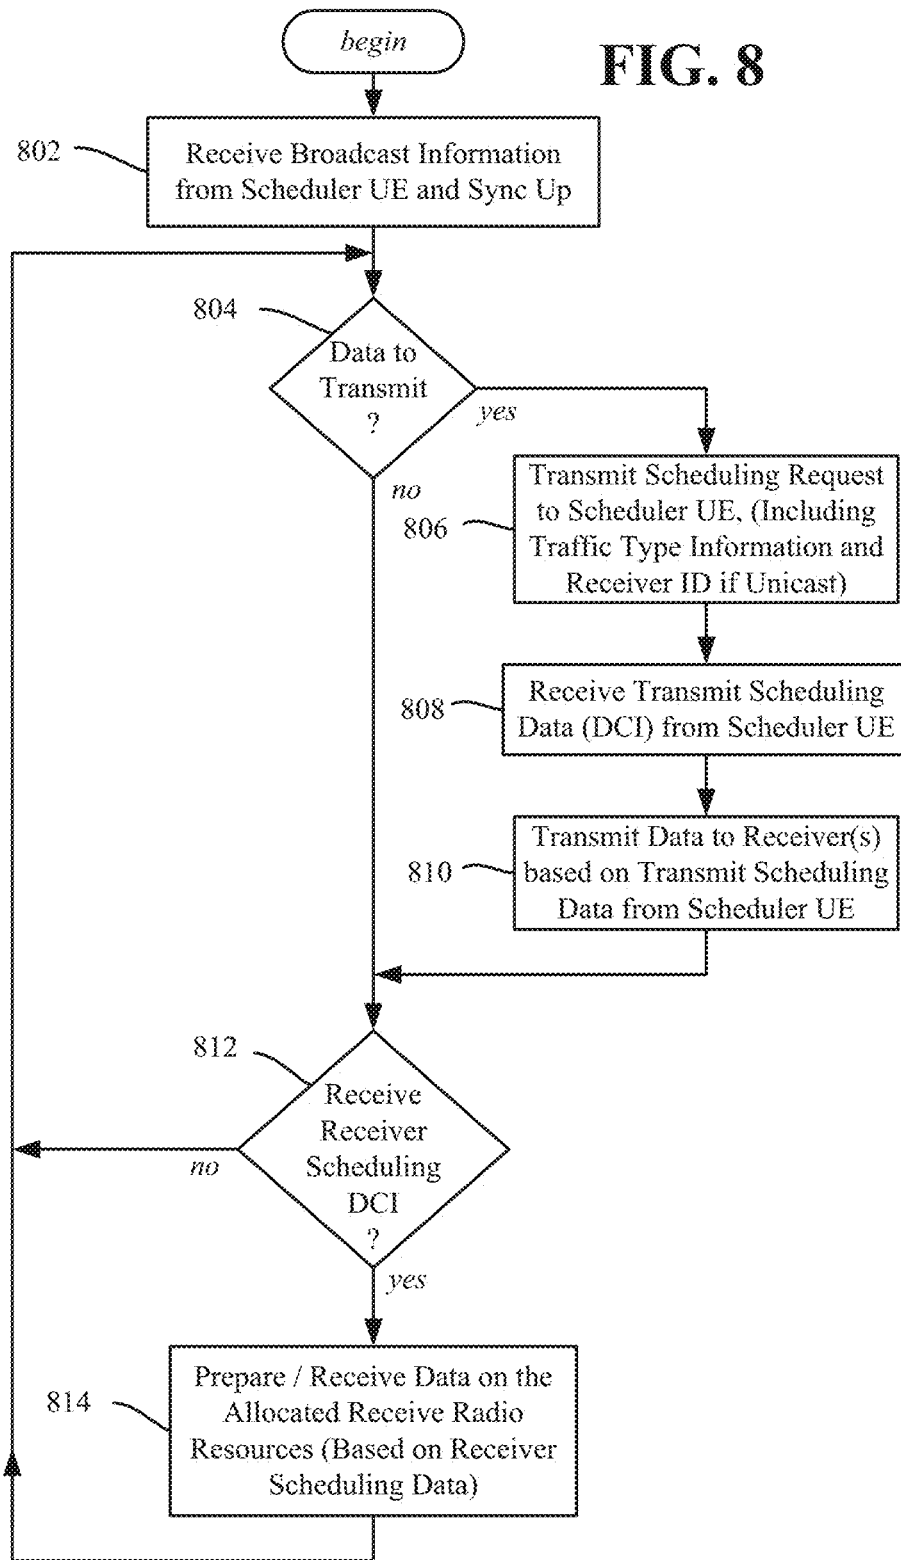 begin
FIG. 8
802
Receive Broadcast Information
from Scheduler UE and Sync Up
804
Data to
Transmit
?
yes
no
806
Transmit Scheduling Request
to Scheduler UE, (Including
Traffic Type Information and
Receiver ID if Unicast)
808
Receive Transmit Scheduling
Data (DCI) from Scheduler UE
810
Transmit Data to Receiver(s)
based on Transmit Scheduling
Data from Scheduler UE
812
Receive
Receiver
Scheduling
DCI
?
no
yes
814
Prepare / Receive Data on the
Allocated Receive Radio
Resources (Based on Receiver
Scheduling Data)